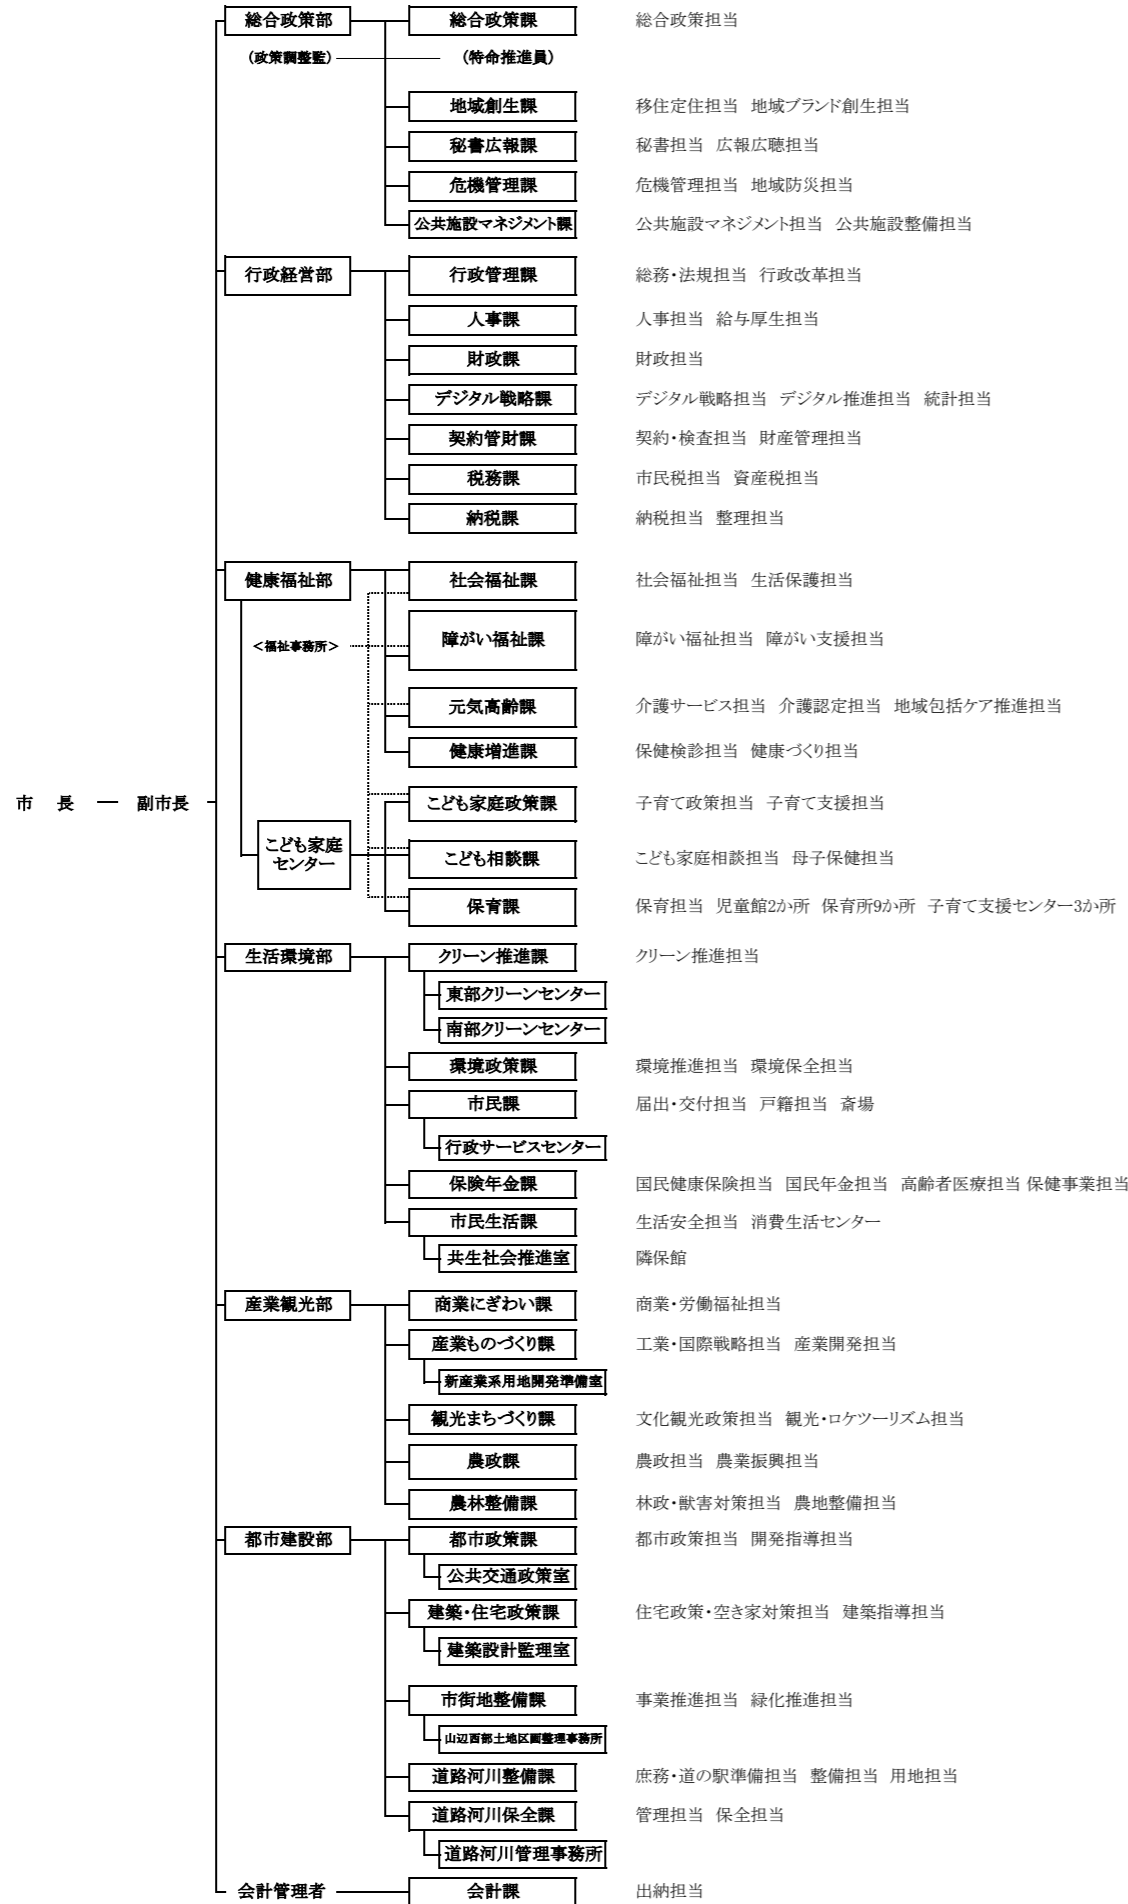 総合政策部 総合政策課 総合政策担当
(政策調整監) (特命推進員)
地域創生課 移住定住担当 地域ブランド創生担当
秘書広報課 秘書担当 広報広聴担当
危機管理課 危機管理担当 地域防災担当
公共施設マネジメント課 公共施設マネジメント担当 公共施設整備担当
行政経営部 行政管理課 総務・法規担当 行政改革担当
人事課 人事担当 給与厚生担当
財政課 財政担当
デジタル戦略課 デジタル戦略担当 デジタル推進担当 統計担当
契約管財課 契約・検査担当 財産管理担当
税務課 市民税担当 資産税担当
納税課 納税担当 整理担当
健康福祉部 社会福祉課 社会福祉担当 生活保護担当
<福祉事務所> 障がい福祉課 障がい福祉担当 障がい支援担当
元気高齢課 介護サービス担当 介護認定担当 地域包括ケア推進担当
健康増進課 保健検診担当 健康づくり担当
市 長 副市長 こども家庭政策課 子育て政策担当 子育て支援担当
こども家庭
センター こども相談課 こども家庭相談担当 母子保健担当
保育課 保育担当 児童館2か所 保育所9か所 子育て支援センター3か所
生活環境部 クリーン推進課 クリーン推進担当
東部クリーンセンター
南部クリーンセンター
環境政策課 環境推進担当 環境保全担当
市民課 届出・交付担当 戸籍担当 斎場
行政サービスセンター
保険年金課 国民健康保険担当 国民年金担当 高齢者医療担当 保健事業担当
市民生活課 生活安全担当 消費生活センター
共生社会推進室 隣保館
産業観光部 商業にぎわい課 商業・労働福祉担当
産業ものづくり課 工業・国際戦略担当 産業開発担当
新産業系用地開発準備室
観光まちづくり課 文化観光政策担当 観光・ロケツーリズム担当
農政課 農政担当 農業振興担当
農林整備課 林政・獣害対策担当 農地整備担当
都市建設部 都市政策課 都市政策担当 開発指導担当
公共交通政策室
建築・住宅政策課 住宅政策・空き家対策担当 建築指導担当
建築設計監理室
市街地整備課 事業推進担当 緑化推進担当
山辺西部土地区画整理事務所
道路河川整備課 庶務・道の駅準備担当 整備担当 用地担当
道路河川保全課 管理担当 保全担当
道路河川管理事務所
会計管理者 会計課 出納担当